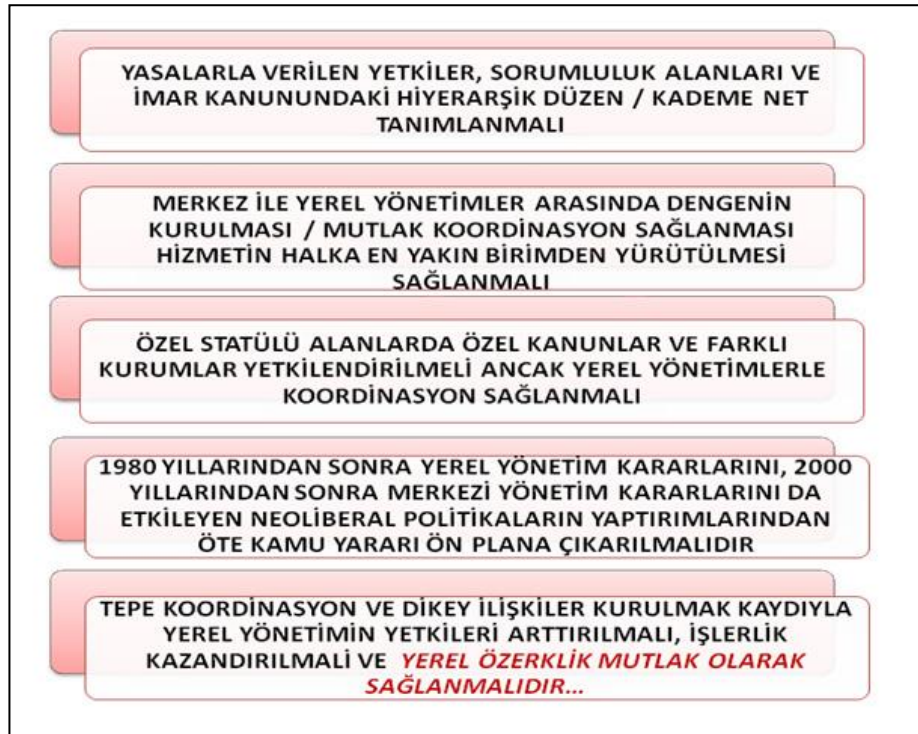 YASALARLA VERİLEN YETKİLER, SORUMLULUK ALANLARI VE
İMAR KANUNUNDAKİ HİYERARŞİK DÜZEN / KADEME NET
TANIMLANMALI
MERKEZ İLE YEREL YÖNETİMLER ARASINDA DENGENİN
KURULMASI / MUTLAK KOORDİNASYON SAĞLANMASI
HİZMETİN HALKA EN YAKIN BİRİMDEN YÜRÜTÜLMESİ
SAĞLANMALI
ÖZEL STATÜLÜ ALANLARDA ÖZEL KANUNLAR VE FARKLI
KURUMLAR YETKİLENDİRİLMELİ ANCAK YEREL YÖNETİMLERLE
KOORDİNASYON SAĞLANMALI
1980 YILLARINDAN SONRA YEREL YÖNETİM KARARLARINI, 2000
YILLARINDAN SONRA MERKEZİ YÖNETİM KARARLARINI DA
ETKİLEYEN NEOLİBERAL POLİTİKALARIN YAPTIRIMLARINDAN
ÖTE KAMU YARARI ÖN PLANA ÇIKARILMALIDIR
TEPE KOORDİNASYON VE DİKEY İLİŞKİLER KURULMAK KAYDIYLA
YEREL YÖNETİMİN YETKİLERİ ARTTIRILMALI, İŞLERLİK
KAZANDIRILMALİ VE YEREL ÖZERKLİK MUTLAK OLARAK
SAĞLANMALIDIR...